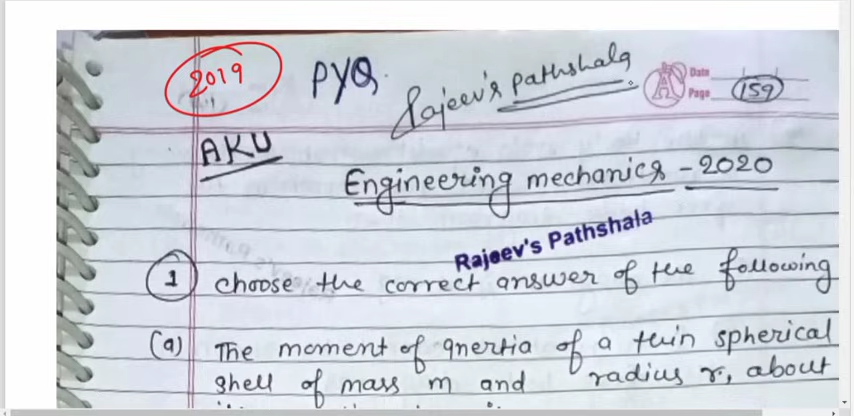 2019 PYQ Rajeev's pathshala
Date
Page 159
AKU
Engineering mechanics - 2020
Rajeev's Pathshala
1 choose the correct answer of the following
(a) The moment of gnertia of a thin spherical
shell of mass m and radius r, about